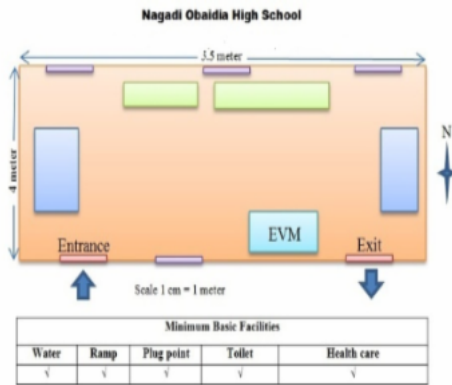 Nagadi Obaidia High School
5.5 meter
4 meter
N
Entrance
EVM
Exit
Scale 1 cm = 1 meter
Minimum Basic Facilities
Water Ramp Plug point Toilet Health care
√ √ √ √ √